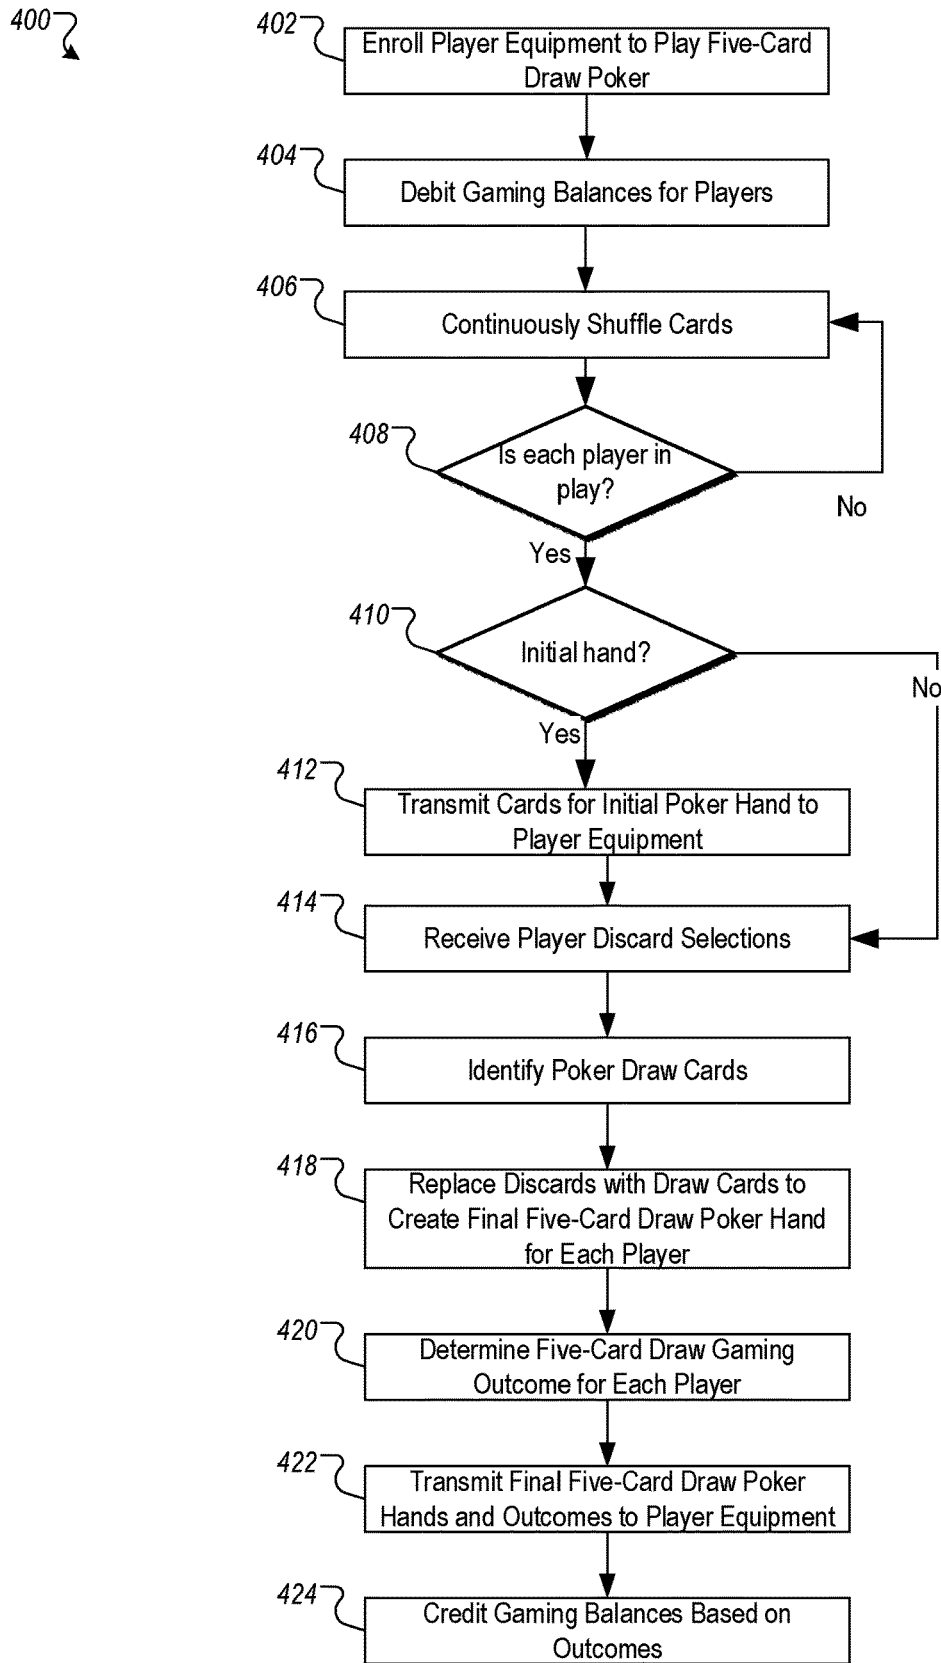 400
402
Enroll Player Equipment to Play Five-Card
Draw Poker
404
Debit Gaming Balances for Players
406
Continuously Shuffle Cards
408
Is each player in
play?
No
Yes
410
Initial hand?
No
Yes
412
Transmit Cards for Initial Poker Hand to
Player Equipment
414
Receive Player Discard Selections
416
Identify Poker Draw Cards
418
Replace Discards with Draw Cards to
Create Final Five-Card Draw Poker Hand
for Each Player
420
Determine Five-Card Draw Gaming
Outcome for Each Player
422
Transmit Final Five-Card Draw Poker
Hands and Outcomes to Player Equipment
424
Credit Gaming Balances Based on
Outcomes